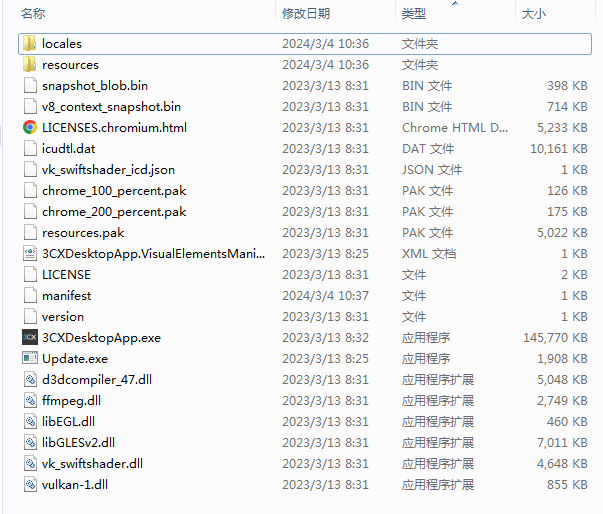 名称 修改日期 类型 大小
locales 2024/3/4 10:36 文件夹
resources 2024/3/4 10:36 文件夹
snapshot_blob.bin 2023/3/13 8:31 BIN 文件 398 KB
v8_context_snapshot.bin 2023/3/13 8:31 BIN 文件 714 KB
LICENSES.chromium.html 2023/3/13 8:31 Chrome HTML D... 5,233 KB
icudtl.dat 2023/3/13 8:31 DAT 文件 10,161 KB
vk_swiftshader_icd.json 2023/3/13 8:31 JSON 文件 1 KB
chrome_100_percent.pak 2023/3/13 8:31 PAK 文件 126 KB
chrome_200_percent.pak 2023/3/13 8:31 PAK 文件 175 KB
resources.pak 2023/3/13 8:31 PAK 文件 5,022 KB
3CXDesktopApp.VisualElementsMani... 2023/3/13 8:25 XML 文档 1 KB
LICENSE 2023/3/13 8:31 文件 2 KB
manifest 2024/3/4 10:37 文件 1 KB
version 2023/3/13 8:31 文件 1 KB
3CX 3CXDesktopApp.exe 2023/3/13 8:32 应用程序 145,770 KB
Update.exe 2023/3/13 8:25 应用程序 1,908 KB
d3dcompiler_47.dll 2023/3/13 8:31 应用程序扩展 5,048 KB
ffmpeg.dll 2023/3/13 8:31 应用程序扩展 2,749 KB
libEGL.dll 2023/3/13 8:31 应用程序扩展 460 KB
libGLESv2.dll 2023/3/13 8:31 应用程序扩展 7,011 KB
vk_swiftshader.dll 2023/3/13 8:31 应用程序扩展 4,648 KB
vulkan-1.dll 2023/3/13 8:31 应用程序扩展 855 KB